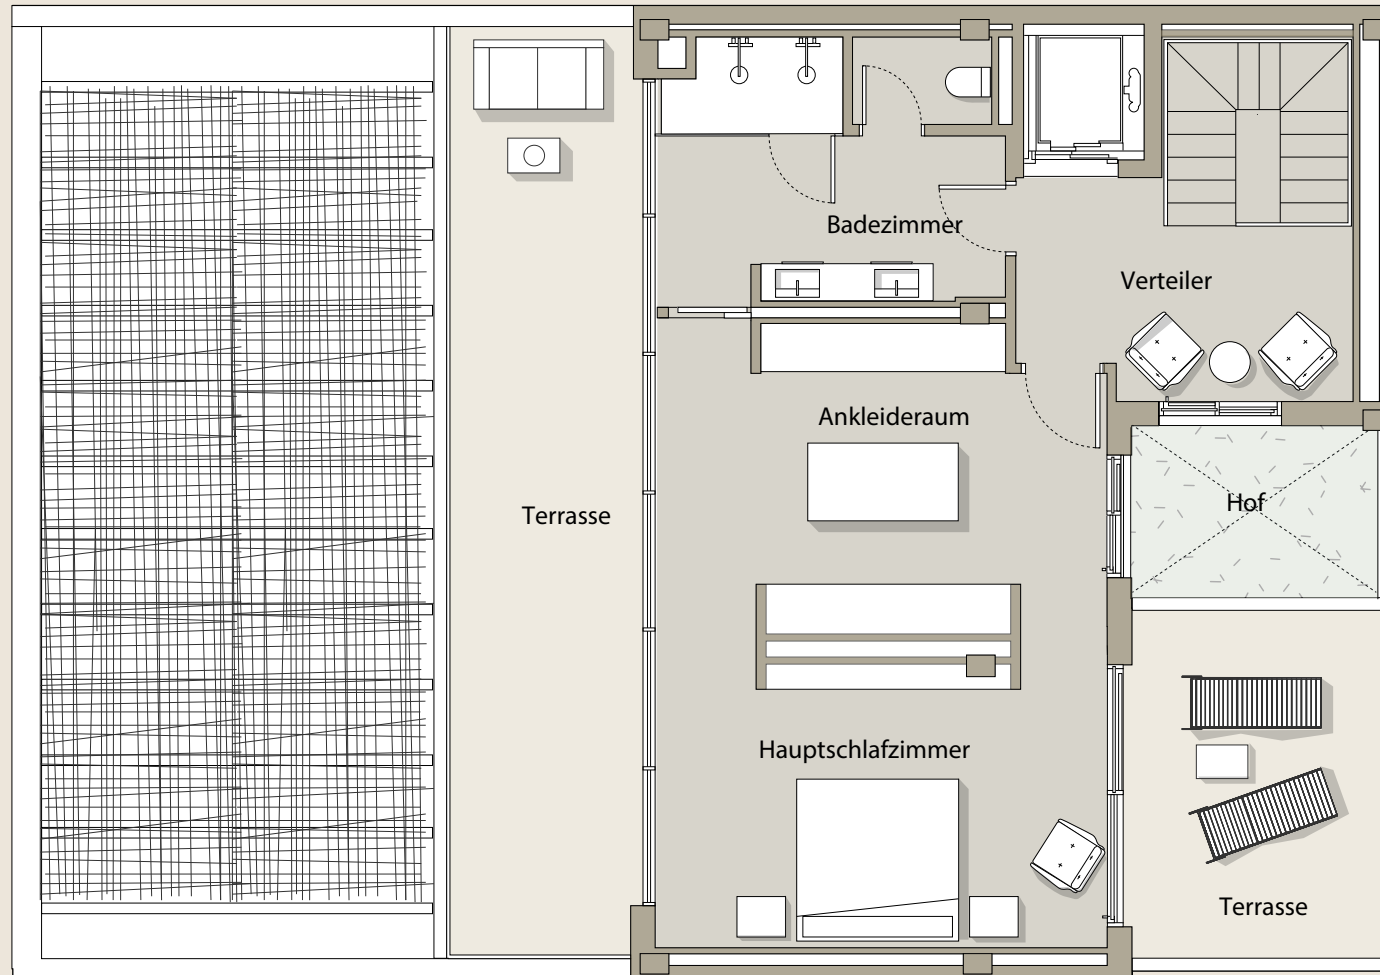 Badezimmer
Verteiler
Ankleideraum
Hof
Terrasse
Hauptschlafzimmer
Terrasse